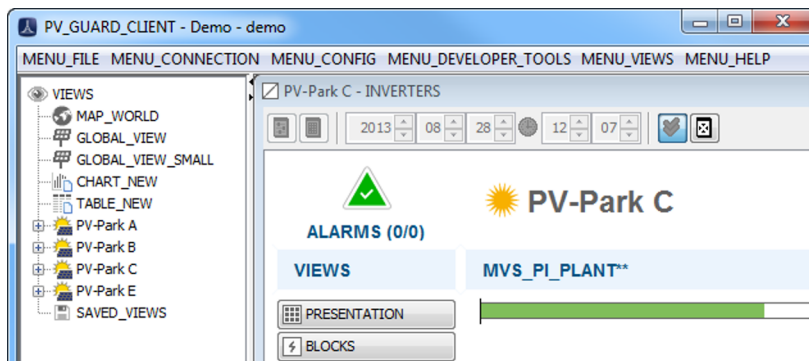 PV_GUARD_CLIENT - Demo - demo
MENU_FILE MENU_CONNECTION MENU_CONFIG MENU_DEVELOPER_TOOLS MENU_VIEWS MENU_HELP
VIEWS
MAP_WORLD
GLOBAL_VIEW
GLOBAL_VIEW_SMALL
CHART_NEW
TABLE_NEW
PV-Park A
PV-Park B
PV-Park C
PV-Park E
SAVED_VIEWS
PV-Park C - INVERTERS
2013 08 28 12 07
ALARMS (0/0)
PV-Park C
VIEWS
MVS_PI_PLANT**
PRESENTATION
BLOCKS